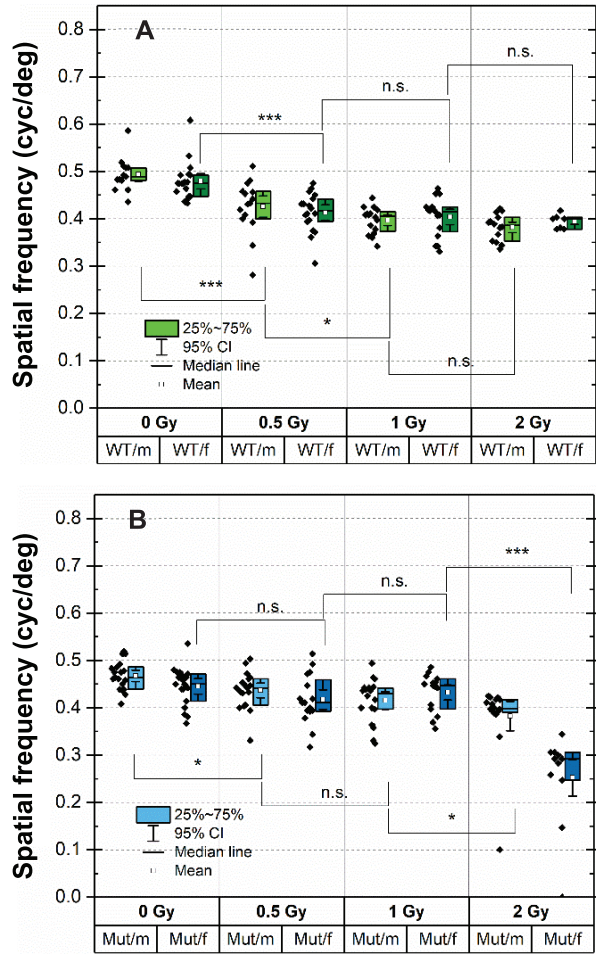 A
Spatial frequency (cyc/deg)
0.8
0.7
0.6
0.5
0.4
0.3
0.2
0.1
0.0
n.s.
n.s.
***
***
*
n.s.
25%~75%
95% CI
Median line
Mean
0 Gy 0.5 Gy 1 Gy 2 Gy
WT/m WT/f WT/m WT/f WT/m WT/f WT/m WT/f
B
Spatial frequency (cyc/deg)
0.8
0.7
0.6
0.5
0.4
0.3
0.2
0.1
0.0
***
n.s.
n.s.
*
n.s.
*
25%~75%
95% CI
Median line
Mean
0 Gy 0.5 Gy 1 Gy 2 Gy
Mut/m Mut/f Mut/m Mut/f Mut/m Mut/f Mut/m Mut/f